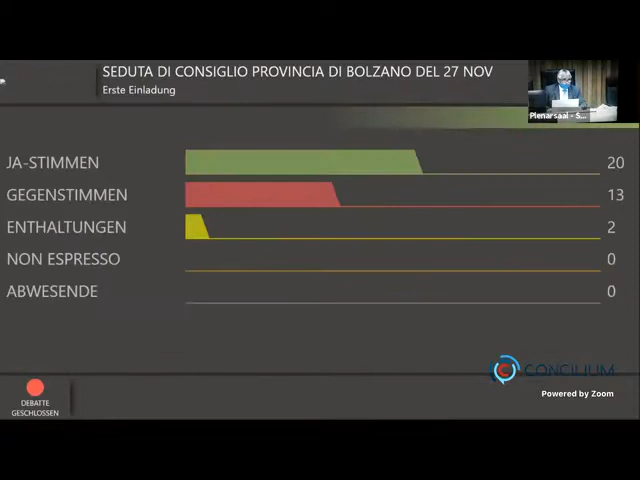 SEDUTA DI CONSIGLIO PROVINCIA DI BOLZANO DEL 27 NOV
Erste Einladung
Plenarsaal - S...
JA-STIMMEN 20
GEGENSTIMMEN 13
ENTHALTUNGEN 2
NON ESPRESSO 0
ABWESENDE 0
CONCILIUM
Powered by Zoom
DEBATTE
GESCHLOSSEN